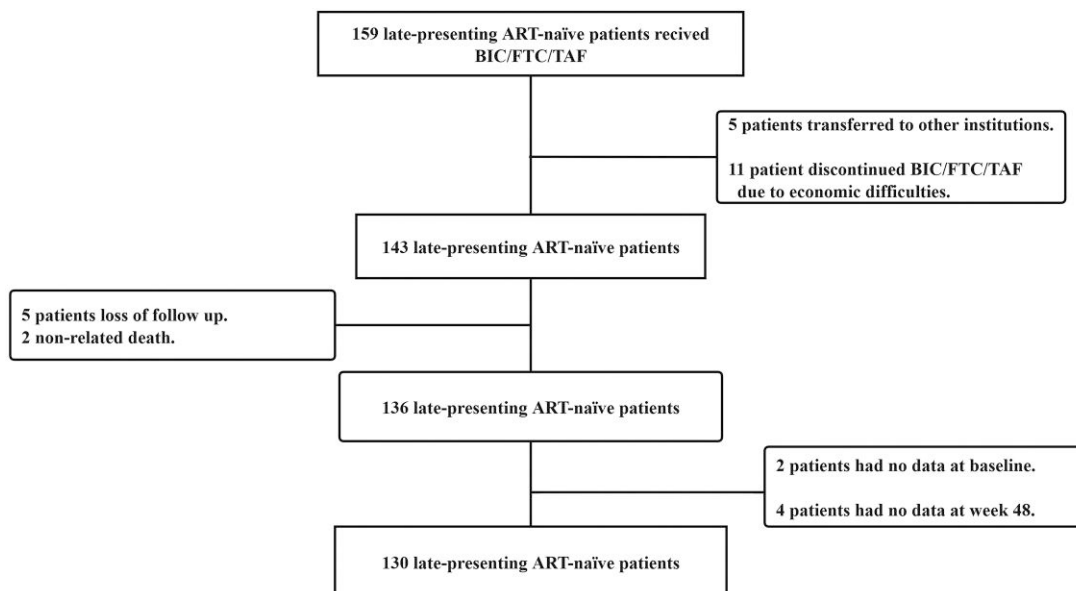 159 late-presenting ART-naïve patients recived
BIC/FTC/TAF
5 patients transferred to other institutions.
11 patient discontinued BIC/FTC/TAF
due to economic difficulties.
143 late-presenting ART-naïve patients
5 patients loss of follow up.
2 non-related death.
136 late-presenting ART-naïve patients
2 patients had no data at baseline.
4 patients had no data at week 48.
130 late-presenting ART-naïve patients